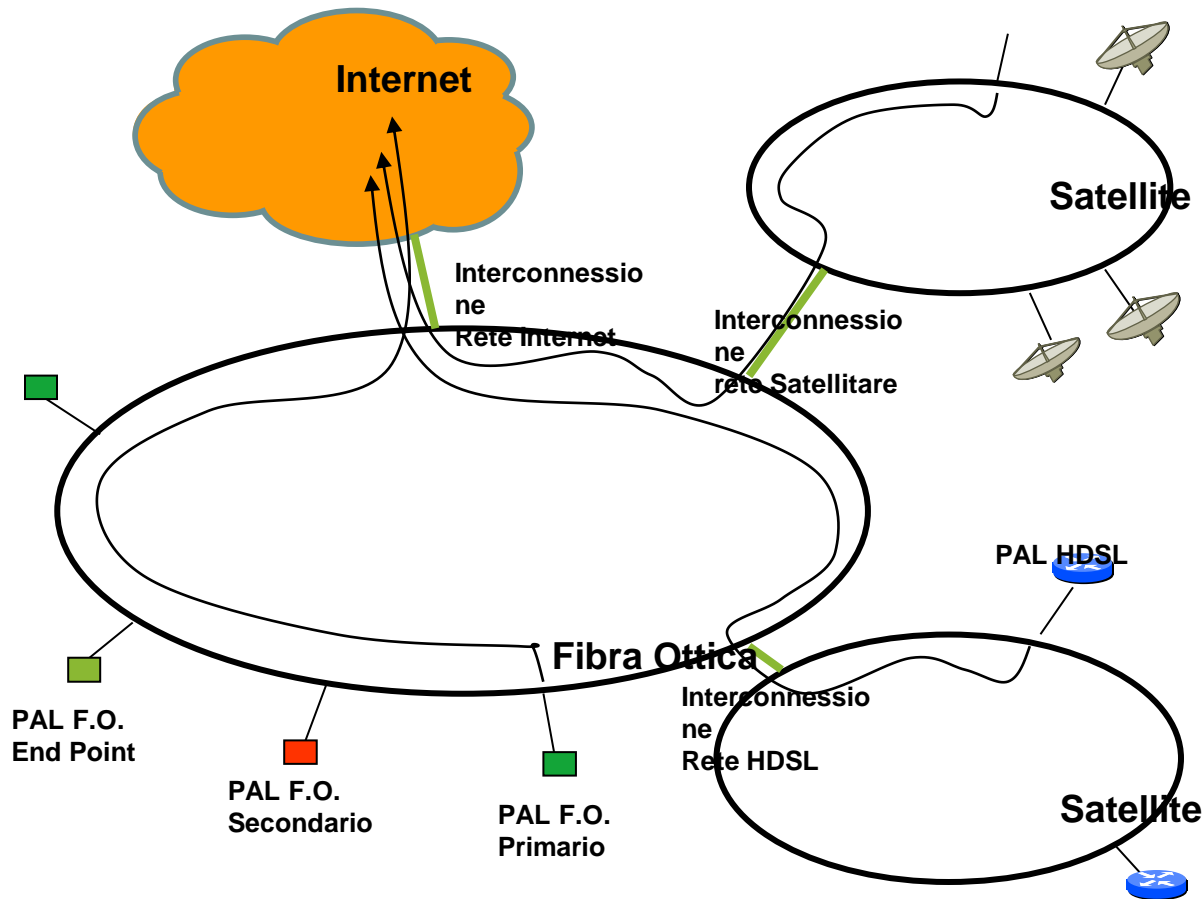 Internet
Satellite
Interconnessio
ne
Rete Internet
Interconnessio
ne
rete Satellitare
PAL HDSL
Fibra Ottica
Interconnessio
ne
Rete HDSL
PAL F.O.
End Point
PAL F.O.
Secondario
PAL F.O.
Primario
Satellite